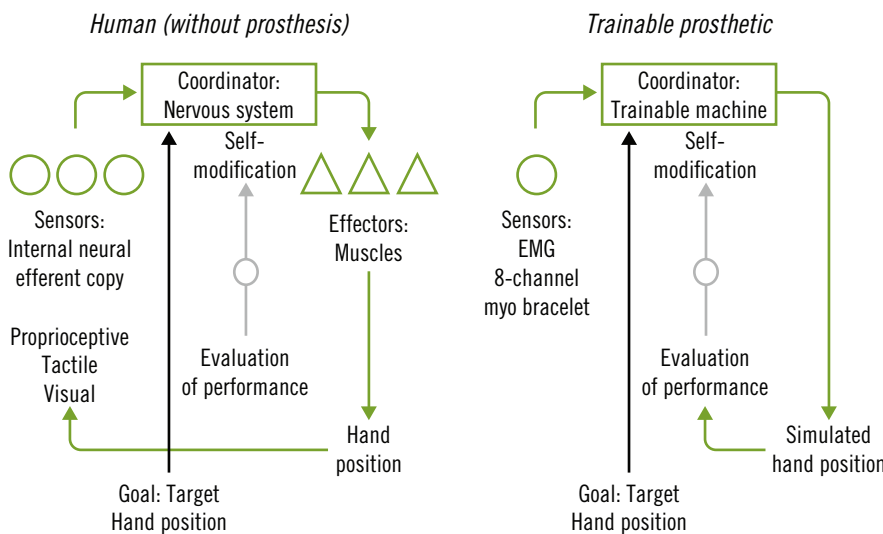 Human (without prosthesis)
Coordinator:
Nervous system
Self-
modification
Sensors:
Internal neural
efferent copy
Effectors:
Muscles
Proprioceptive
Tactile
Visual
Evaluation
of performance
Hand
position
Goal: Target
Hand position
Trainable prosthetic
Coordinator:
Trainable machine
Self-
modification
Sensors:
EMG
8-channel
myo bracelet
Evaluation
of performance
Simulated
hand position
Goal: Target
Hand position